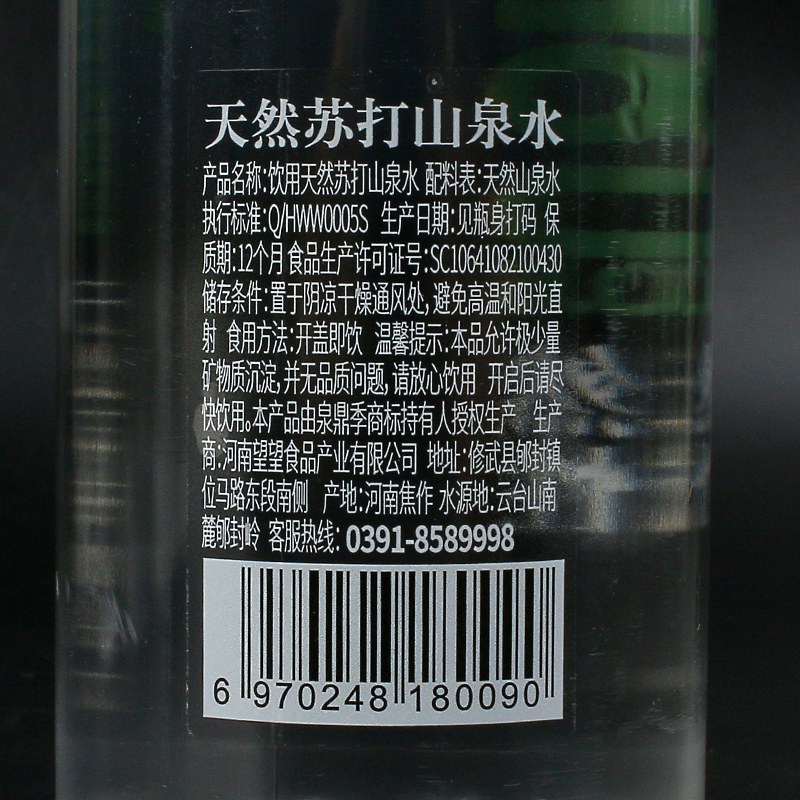 天然苏打山泉水
产品名称:饮用天然苏打山泉水 配料表:天然山泉水
执行标准:Q/HWW0005S 生产日期:见瓶身打码 保
质期:12个月 食品生产许可证号:SC10641082100430
储存条件:置于阴凉干燥通风处,避免高温和阳光直
射 食用方法:开盖即饮 温馨提示:本品允许极少量
矿物质沉淀,并无品质问题,请放心饮用 开启后请尽
快饮用。本产品由泉鼎季商标持有人授权生产 生产
商:河南望望食品产业有限公司 地址:修武县郇封镇
位马路东段南侧 产地:河南焦作 水源地:云台山南
麓郇封岭 客服热线:0391-8589998
6 970248 180090